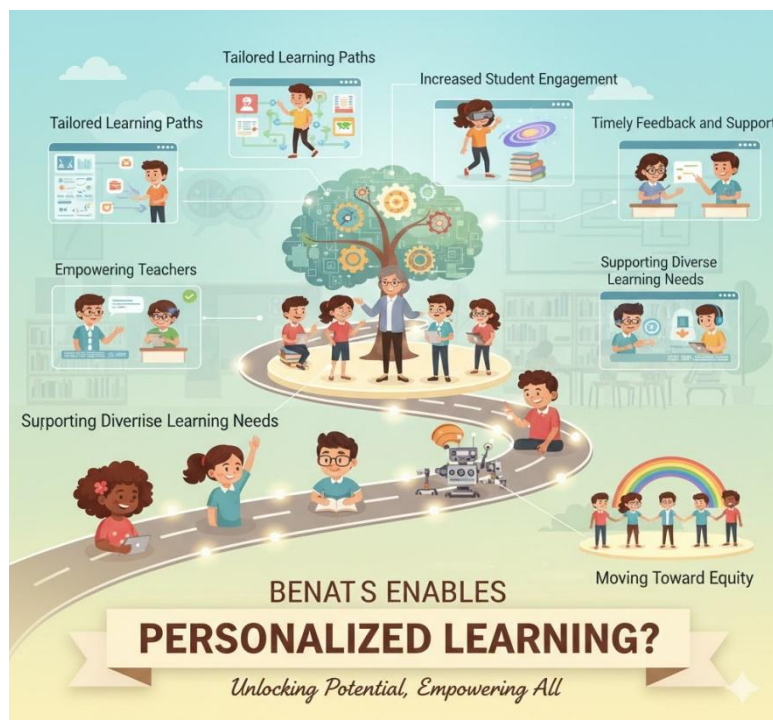 Tailored Learning Paths
Increased Student Engagement
Tailored Learning Paths
Timely Feedback and Support
Empowering Teachers
Supporting Diverse
Learning Needs
Supporting Diverrise Learning Needs
Moving Toward Equity
BENAT S ENABLES
PERSONALIZED LEARNING?
Unlocking Potential, Empowering All